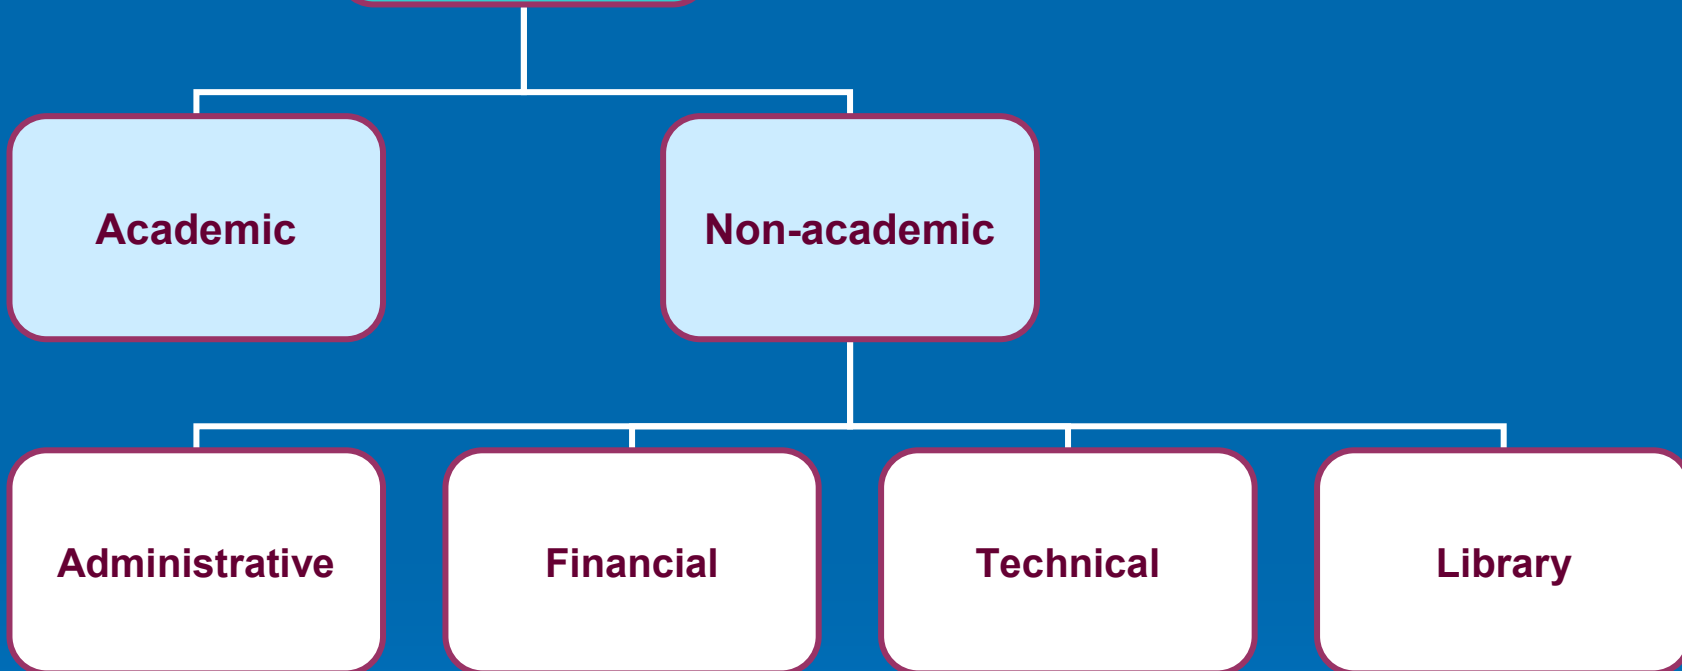 Academic
Non-academic
Administrative
Financial
Technical
Library